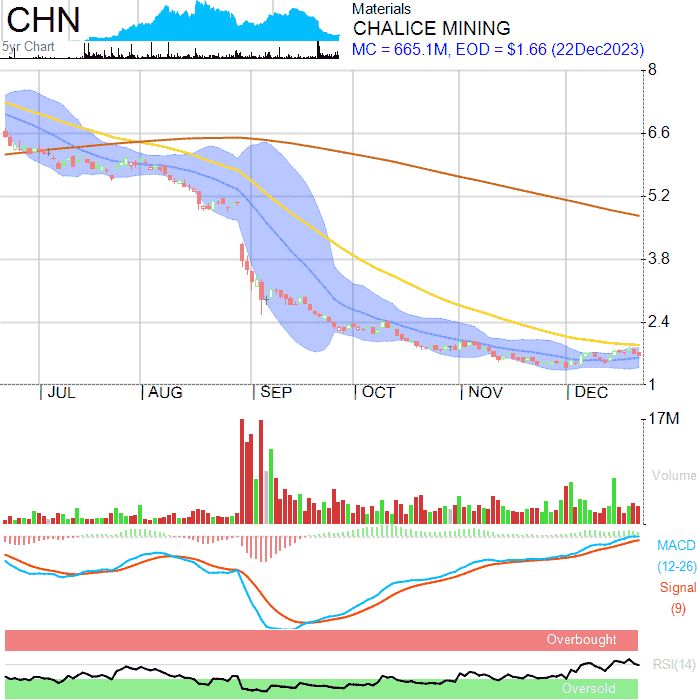 CHN
5yr Chart
Materials
CHALICE MINING
MC = 665.1M, EOD = $1.66 (22Dec2023)
8
6.6
5.2
3.8
2.4
1
JUL AUG SEP OCT NOV DEC
17M
Volume
MACD
(12-26)
Signal
(9)
Overbought
RSI(14)
Oversold